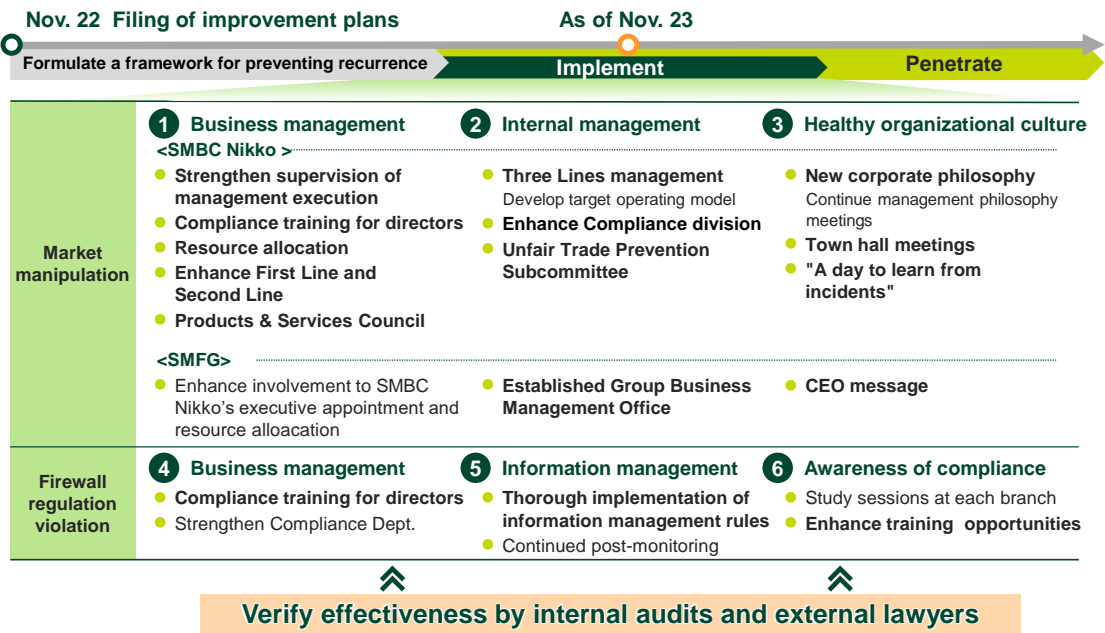 Nov. 22  Filing of improvement plans
As of Nov. 23
Formulate a framework for preventing recurrence
Implement
Penetrate
Market
manipulation
1 Business management
<SMBC Nikko >
Strengthen supervision of
management execution
Compliance training for directors
Resource allocation
Enhance First Line and
Second Line
Products & Services Council
2 Internal management
Three Lines management
Develop target operating model
Enhance Compliance division
Unfair Trade Prevention
Subcommittee
3 Healthy organizational culture
New corporate philosophy
Continue management philosophy
meetings
Town hall meetings
"A day to learn from
incidents"
<SMFG>
Enhance involvement to SMBC
Nikko's executive appointment and
resource alloacation
Established Group Business
Management Office
CEO message
Firewall
regulation
violation
4 Business management
Compliance training for directors
Strengthen Compliance Dept.
5 Information management
Thorough implementation of
information management rules
Continued post-monitoring
6 Awareness of compliance
Study sessions at each branch
Enhance training  opportunities
Verify effectiveness by internal audits and external lawyers